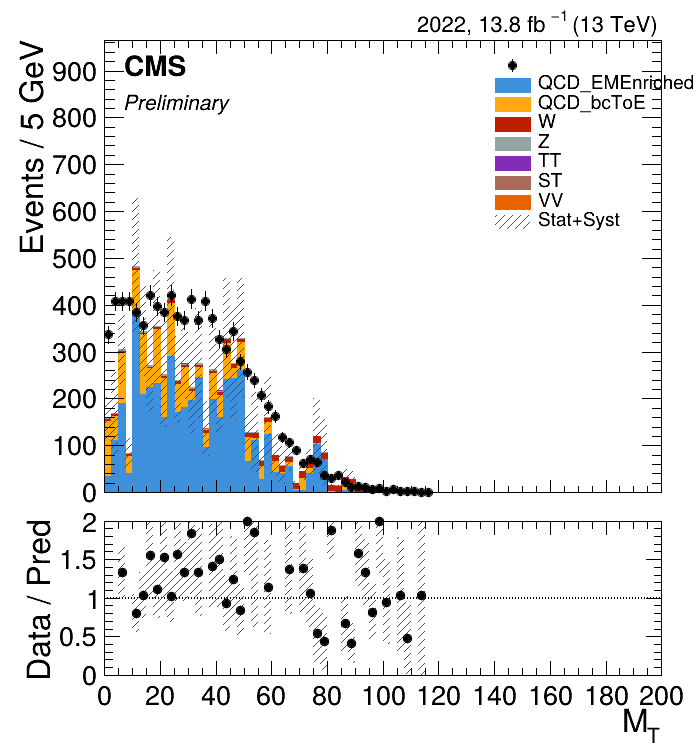 2022, 13.8 fb⁻¹ (13 TeV)
CMS
Preliminary
QCD_EMEnriched
QCD_bcToE
W
Z
TT
ST
VV
Stat+Syst
Events / 5 GeV
900
800
700
600
500
400
300
200
100
0
Data / Pred
2
1.5
1
0.5
0
0 20 40 60 80 100 120 140 160 180 200
M_T